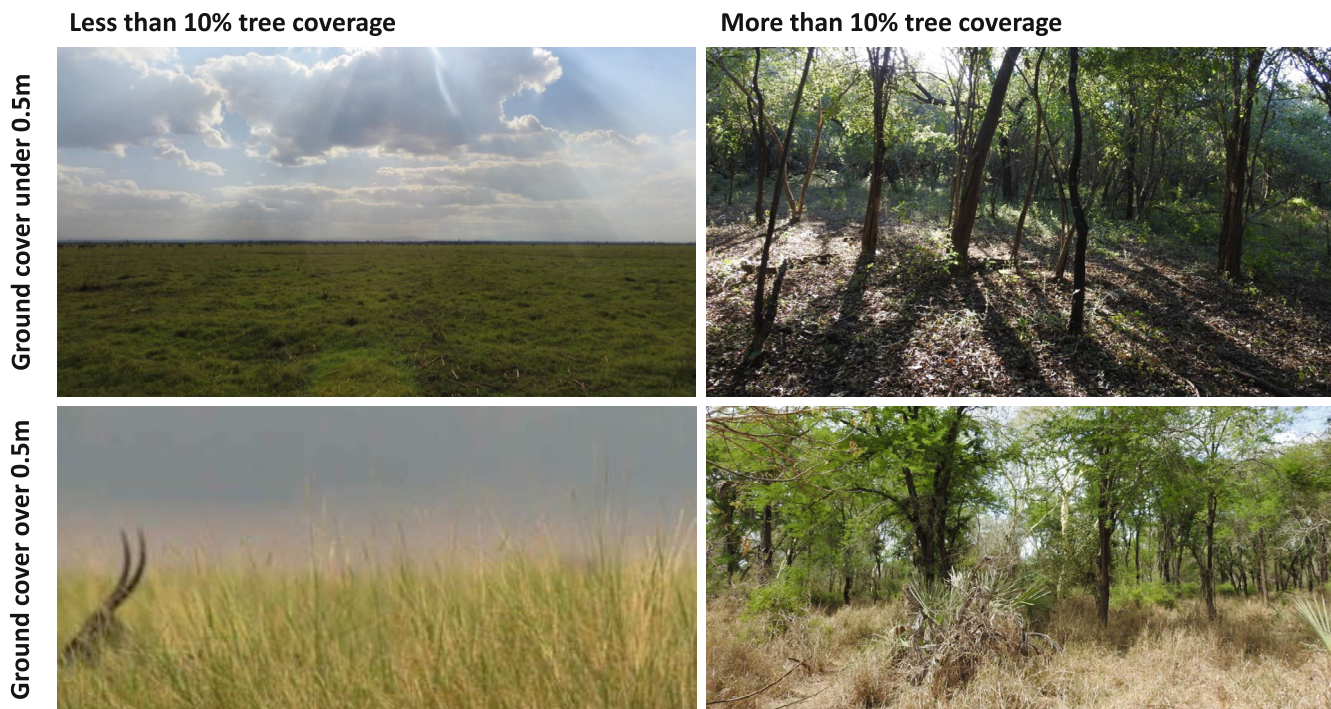 Less than 10% tree coverage
More than 10% tree coverage
Ground cover under 0.5m
Ground cover over 0.5m